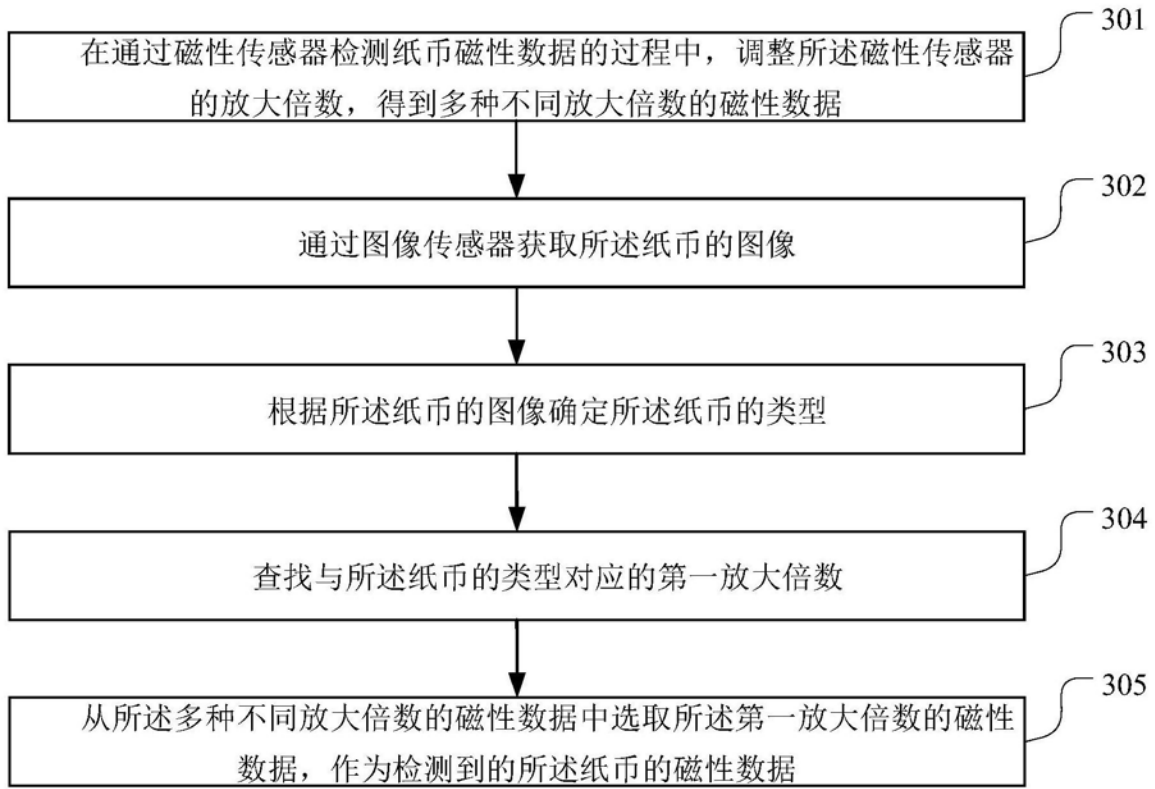 301
在通过磁性传感器检测纸币磁性数据的过程中，调整所述磁性传感器
的放大倍数，得到多种不同放大倍数的磁性数据
302
通过图像传感器获取所述纸币的图像
303
根据所述纸币的图像确定所述纸币的类型
304
查找与所述纸币的类型对应的第一放大倍数
305
从所述多种不同放大倍数的磁性数据中选取所述第一放大倍数的磁性
数据，作为检测到的所述纸币的磁性数据